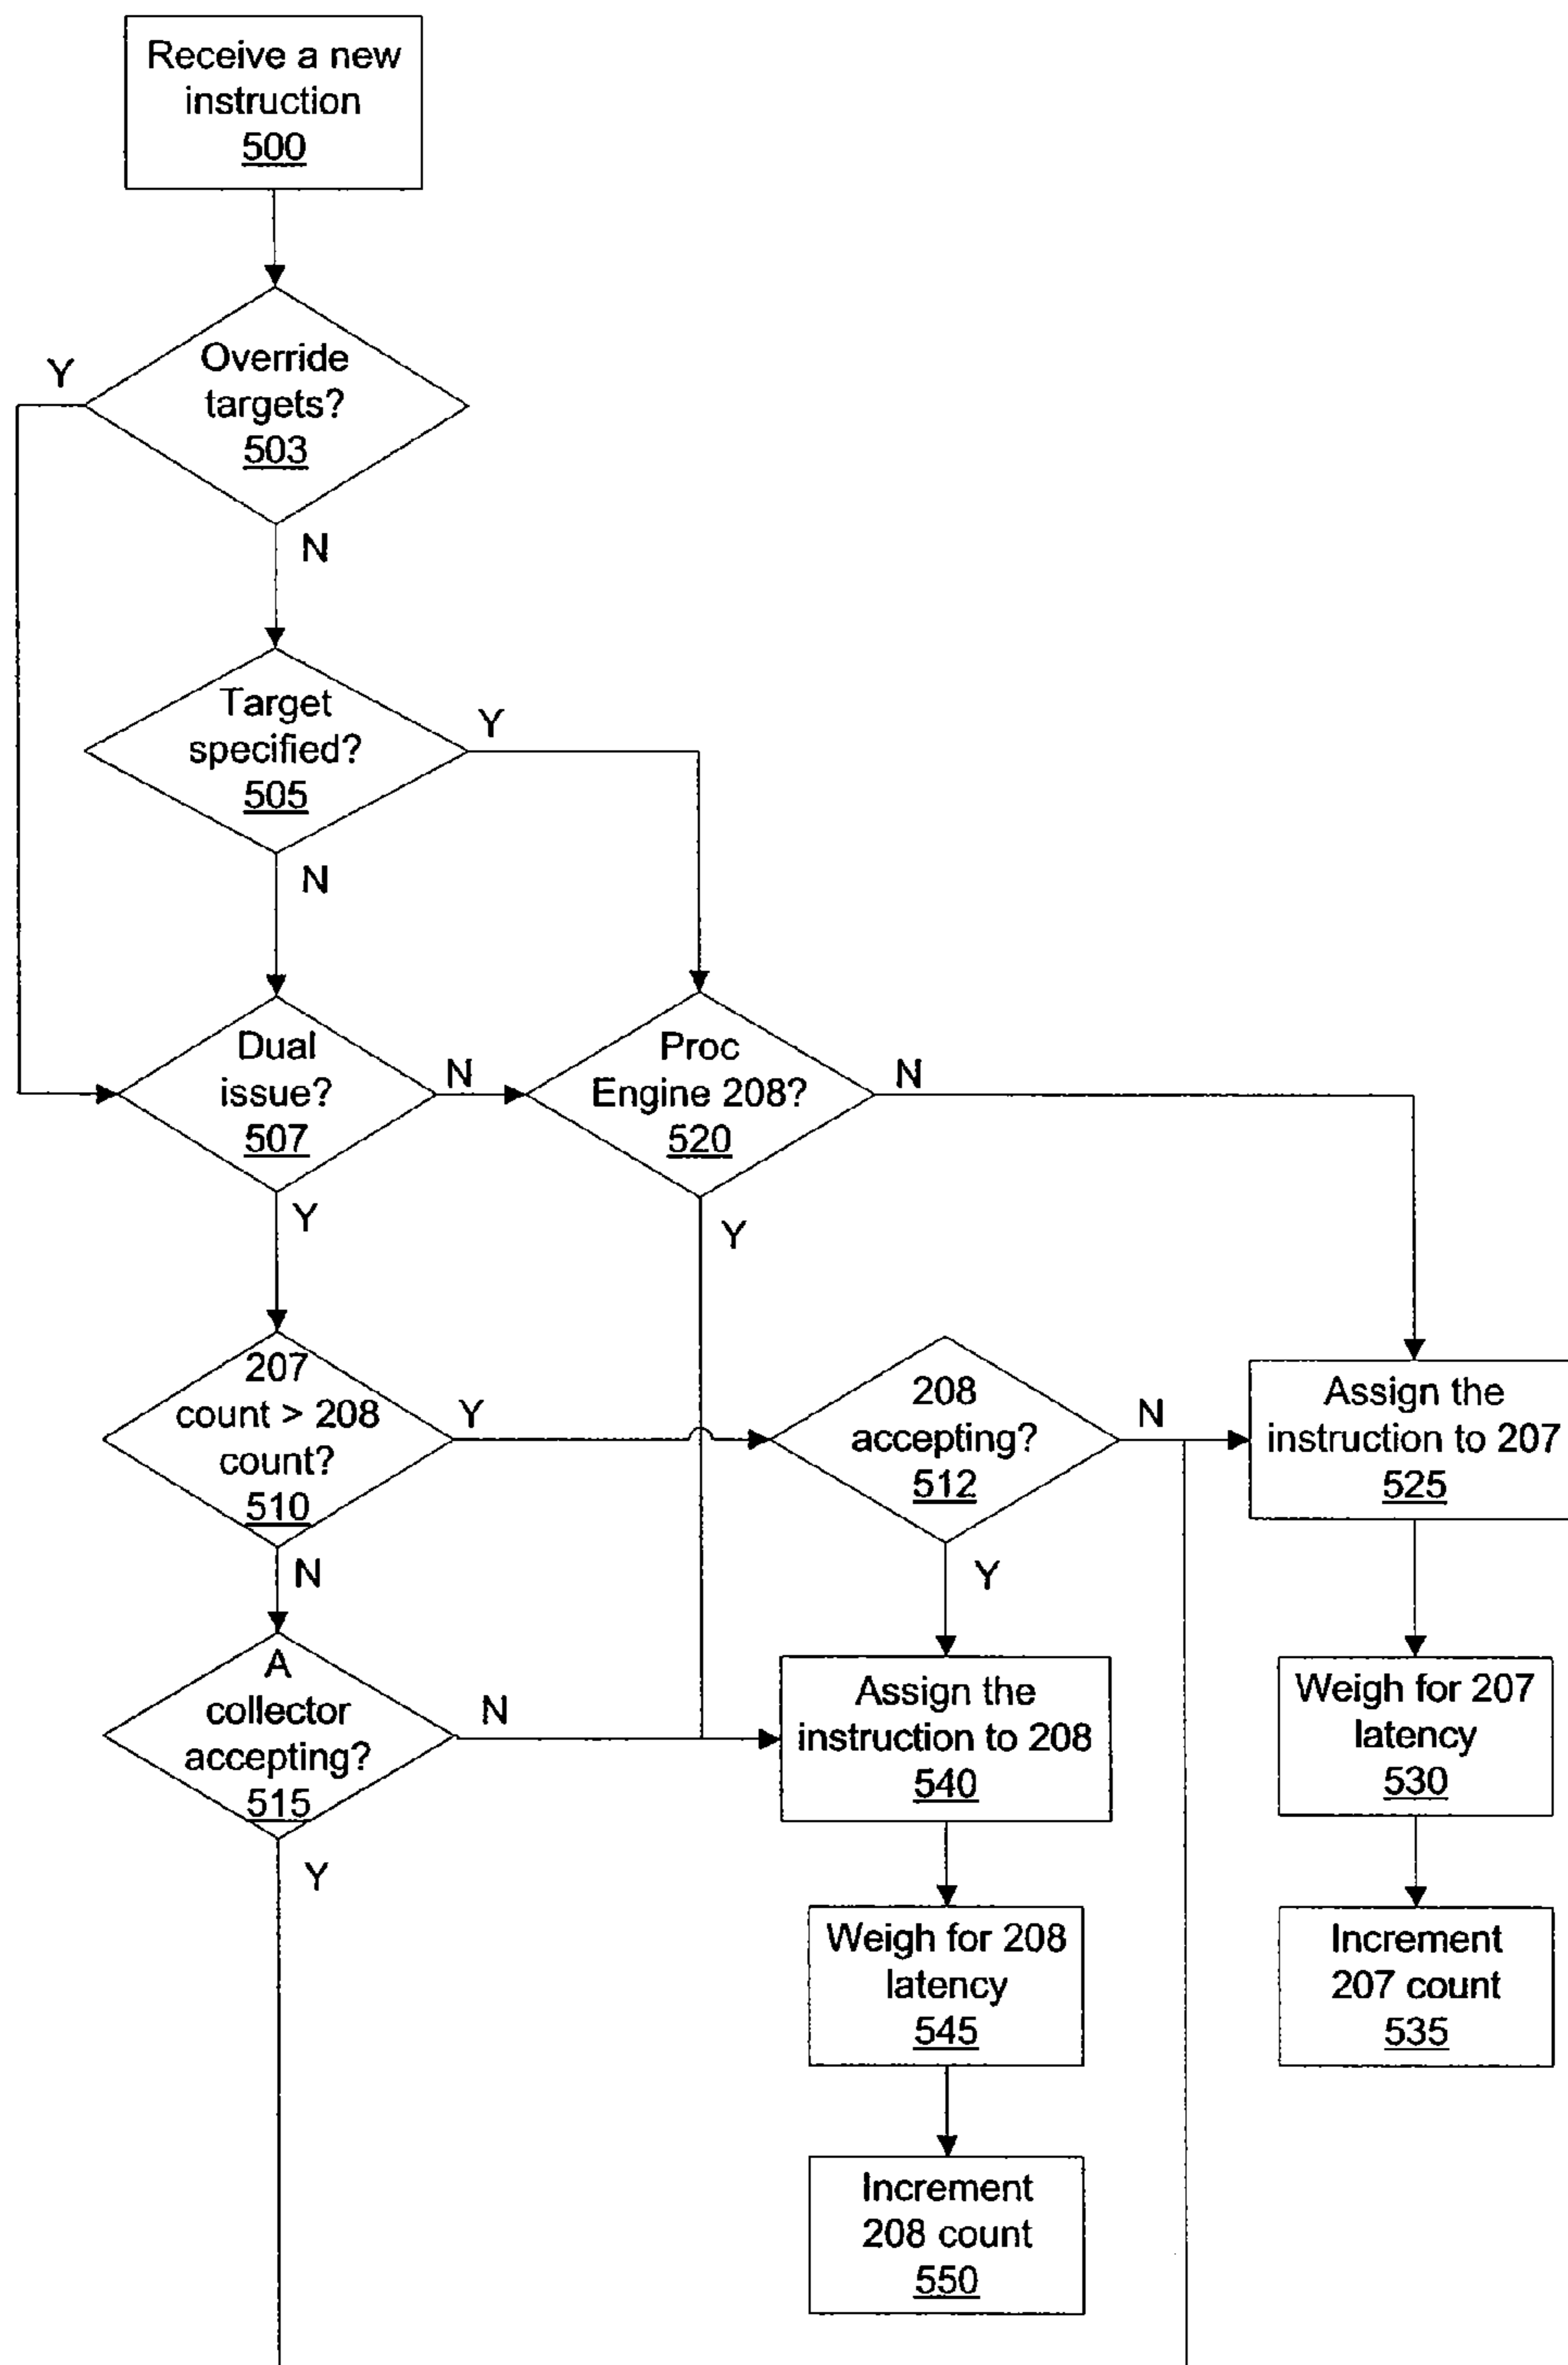 Receive a new
instruction
500
Override
targets?
503
Y
N
Target
specified?
505
Y
N
Dual
issue?
507
N
Y
Proc
Engine 208?
520
N
Y
207
count > 208
count?
510
Y
N
208
accepting?
512
N
Y
Assign the
instruction to 207
525
A
collector
accepting?
515
N
Y
Assign the
instruction to 208
540
Weigh for 207
latency
530
Weigh for 208
latency
545
Increment
207 count
535
Increment
208 count
550